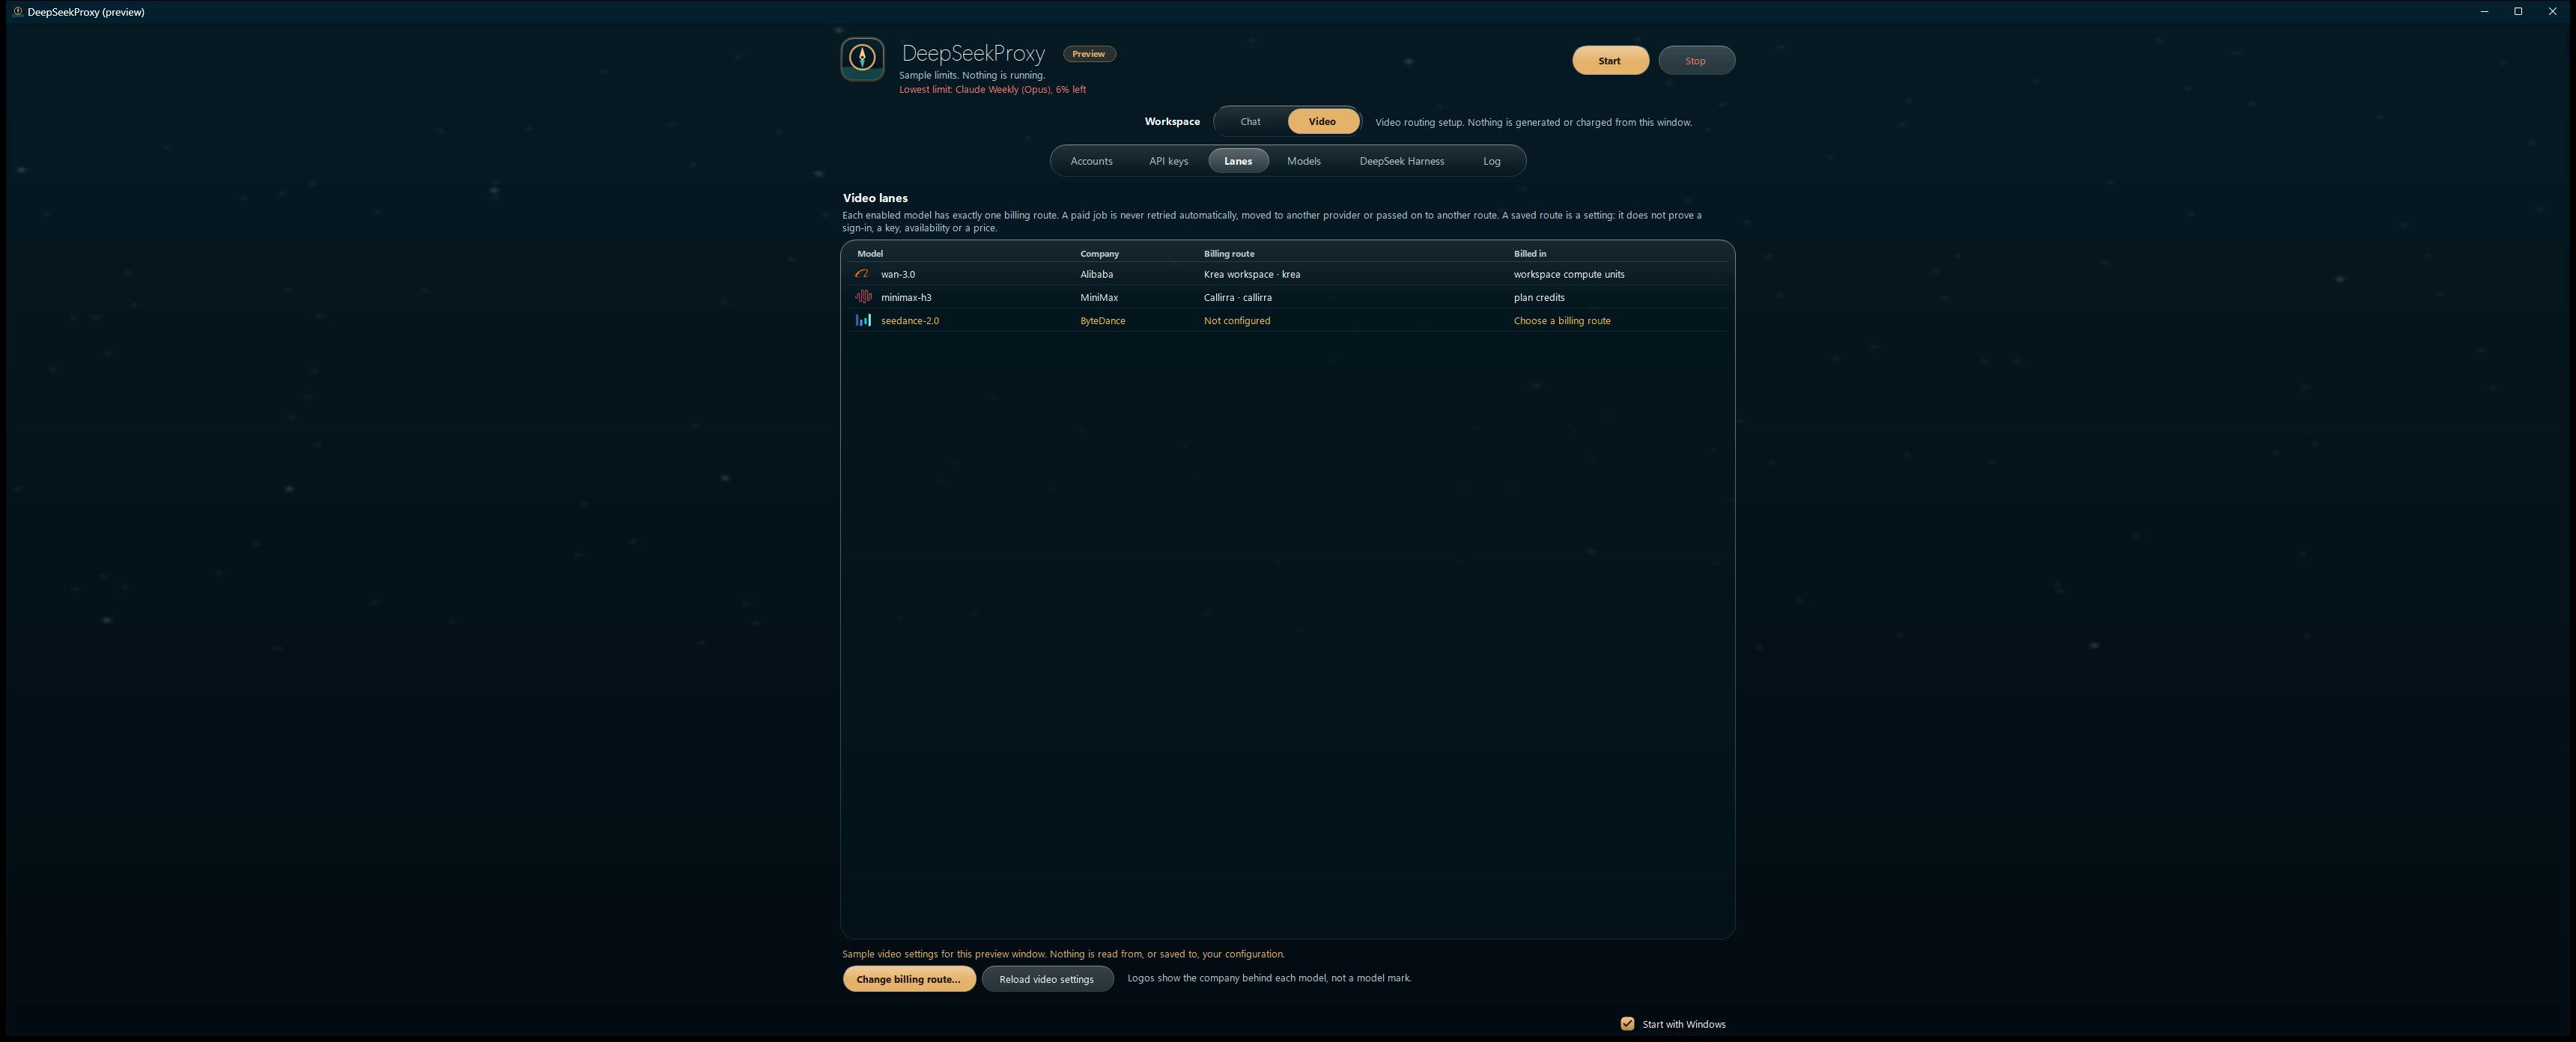 DeepSeekProxy (preview)
DeepSeekProxy Preview
Sample limits. Nothing is running.
Lowest limit: Claude Weekly (Opus), 6% left
Start Stop
Workspace Chat Video Video routing setup. Nothing is generated or charged from this window.
Accounts API keys Lanes Models DeepSeek Harness Log
Video lanes
Each enabled model has exactly one billing route. A paid job is never retried automatically, moved to another provider or passed on to another route. A saved route is a setting: it does not prove a
sign-in, a key, availability or a price.
Model Company Billing route Billed in
wan-3.0 Alibaba Krea workspace · krea workspace compute units
minimax-h3 MiniMax Callirra · callirra plan credits
seedance-2.0 ByteDance Not configured Choose a billing route
Sample video settings for this preview window. Nothing is read from, or saved to, your configuration.
Change billing route... Reload video settings Logos show the company behind each model, not a model mark.
Start with Windows